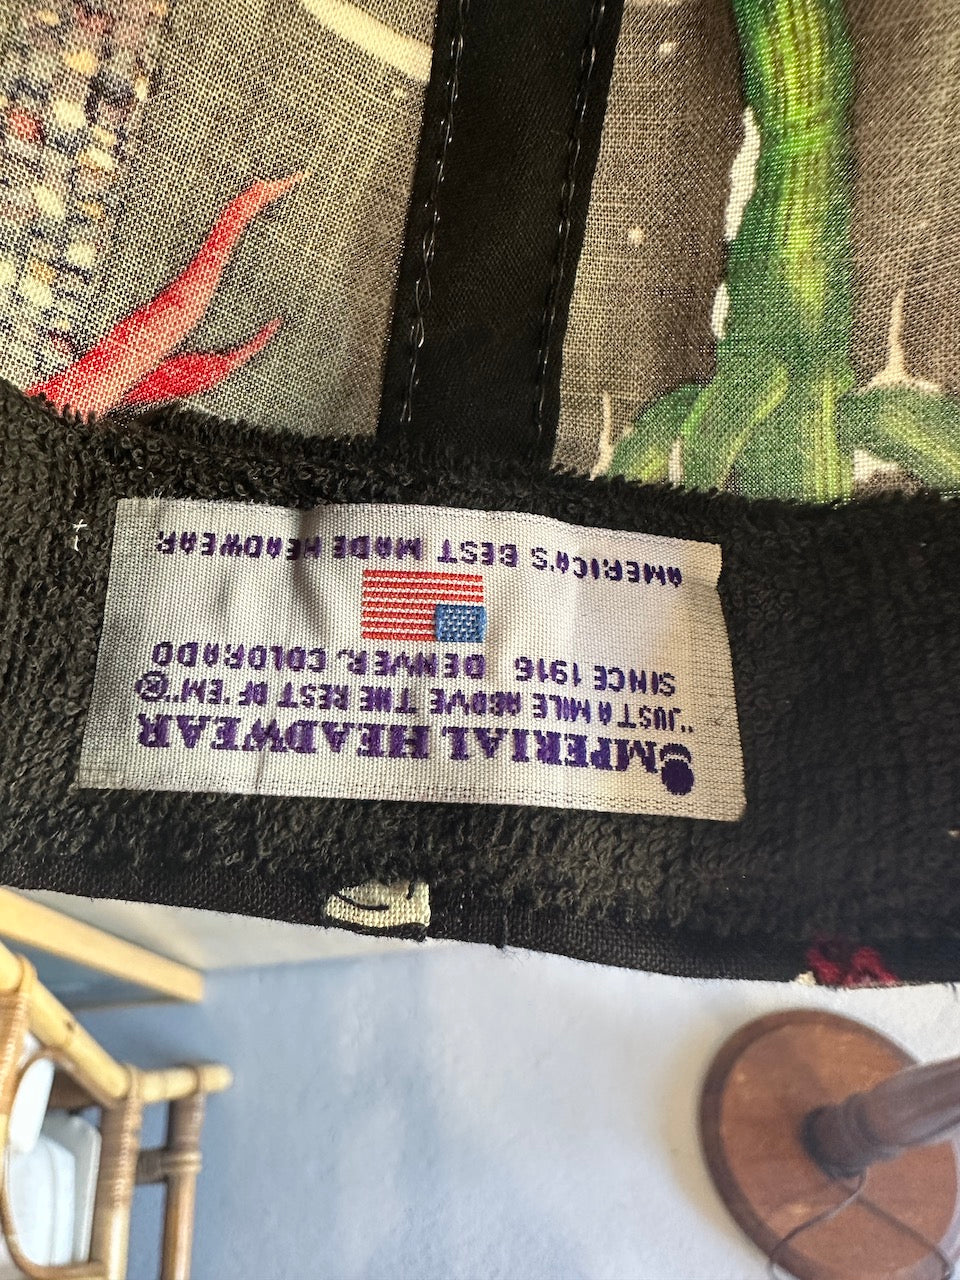 IMPERIAL HEADWEAR
"JUST A MILE ABOVE THE REST OF 'EM"®
SINCE 1916 DENVER, COLORADO
AMERICA'S BEST MADE HEADWEAR